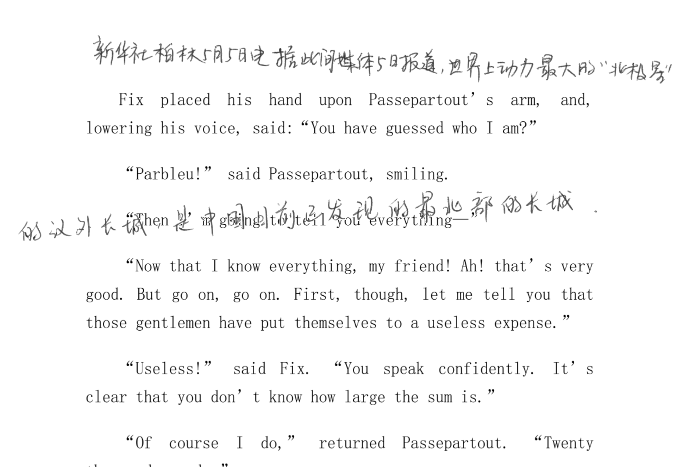 新华社柏林5月5日电 据此间媒体5日报道，世界上动力最大的“北极号”
Fix placed his hand upon Passepartout’s arm, and,
lowering his voice, said: “You have guessed who I am?”
“Parbleu!” said Passepartout, smiling.
“Then I’m going to tell you everything—”
的汉外长城，是中国目前已发现的最北部的长城．
“Now that I know everything, my friend! Ah! that’s very
good. But go on, go on. First, though, let me tell you that
those gentlemen have put themselves to a useless expense.”
“Useless!” said Fix. “You speak confidently. It’s
clear that you don’t know how large the sum is.”
“Of course I do,” returned Passepartout. “Twenty